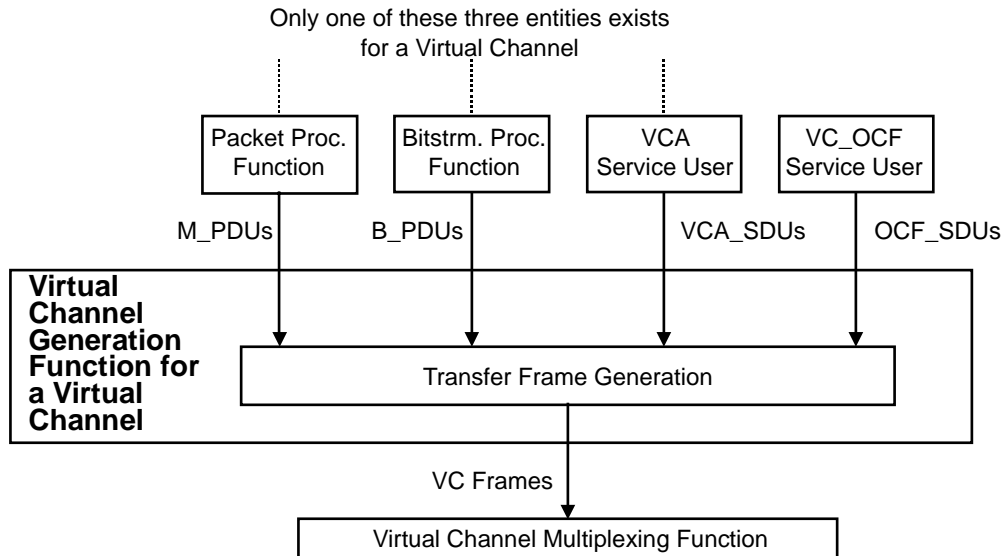 Only one of these three entities exists
for a Virtual Channel
Packet Proc.
Function
Bitstrm. Proc.
Function
VCA
Service User
VC_OCF
Service User
M_PDUs
B_PDUs
VCA_SDUs
OCF_SDUs
Virtual
Channel
Generation
Function for
a Virtual
Channel
Transfer Frame Generation
VC Frames
Virtual Channel Multiplexing Function